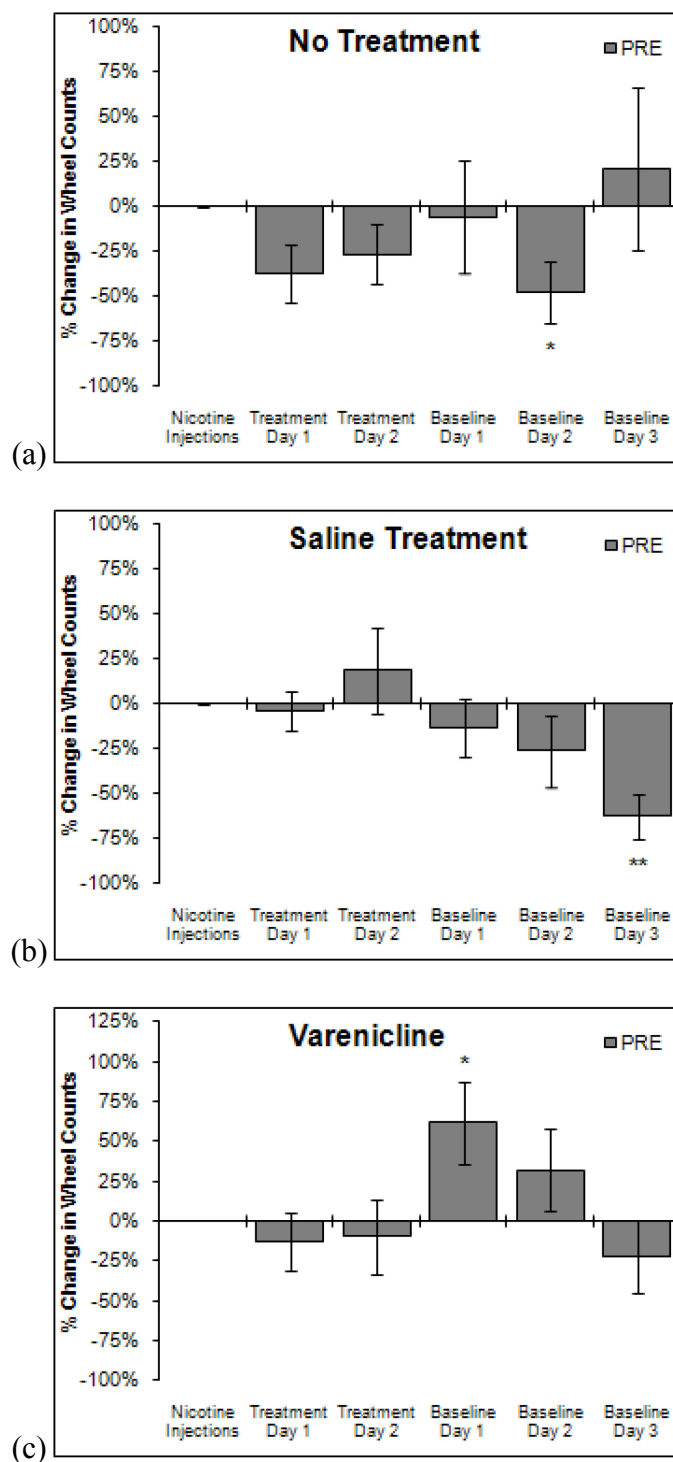 No Treatment
PRE
% Change in Wheel Counts
100%
75%
50%
25%
0%
-25%
-50%
-75%
-100%
*
Nicotine Treatment Treatment Baseline Baseline Baseline
Injections Day 1 Day 2 Day 1 Day 2 Day 3
(a)
Saline Treatment
PRE
% Change in Wheel Counts
100%
75%
50%
25%
0%
-25%
-50%
-75%
-100%
**
Nicotine Treatment Treatment Baseline Baseline Baseline
Injections Day 1 Day 2 Day 1 Day 2 Day 3
(b)
Varenicline
PRE
% Change in Wheel Counts
125%
100%
75%
50%
25%
0%
-25%
-50%
-75%
-100%
*
Nicotine Treatment Treatment Baseline Baseline Baseline
Injections Day 1 Day 2 Day 1 Day 2 Day 3
(c)